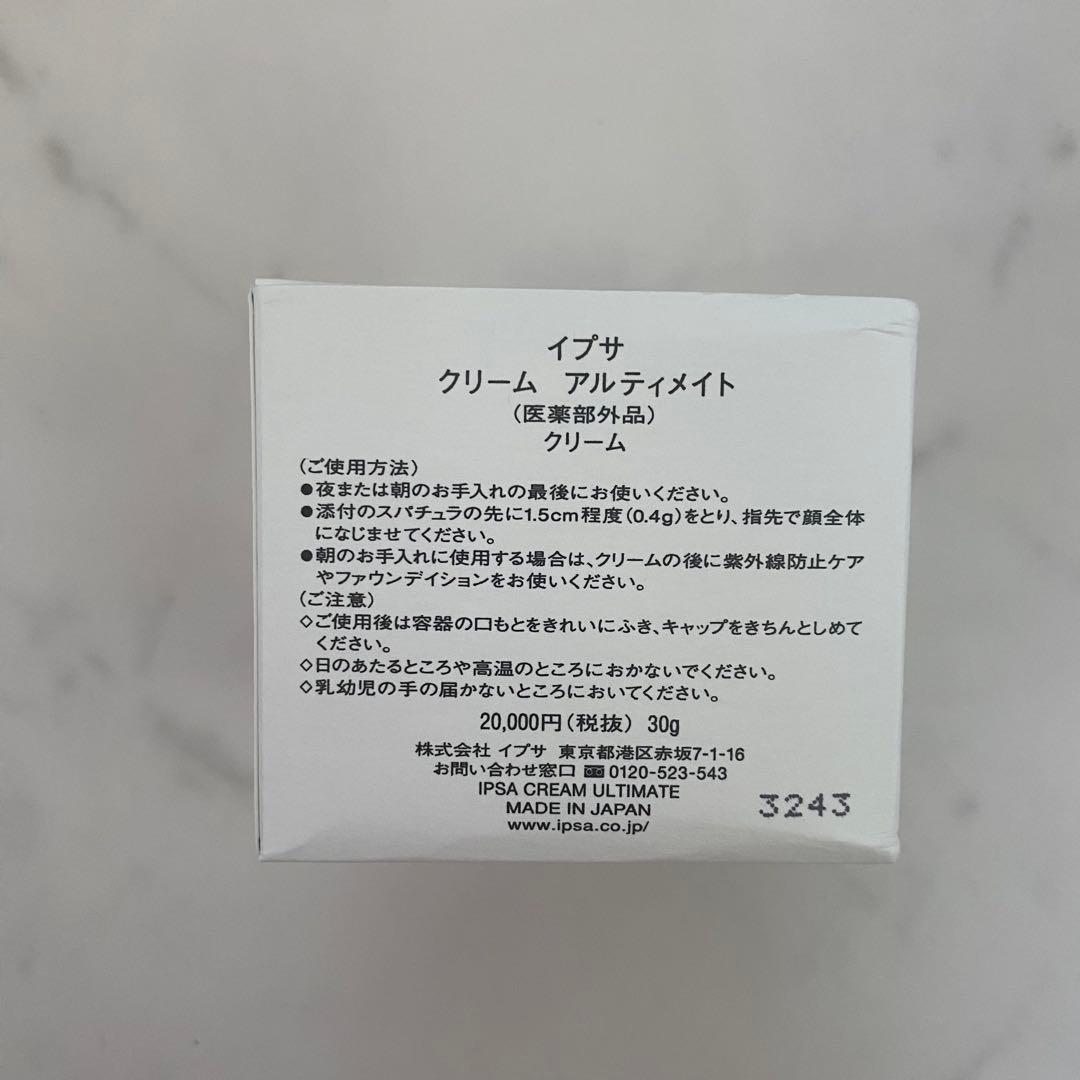 イプサ
クリーム　アルティメイト
（医薬部外品）
クリーム
（ご使用方法）
●夜または朝のお手入れの最後にお使いください。
●添付のスパチュラの先に1.5cm程度（0.4g）をとり、指先で顔全体
になじませてください。
●朝のお手入れに使用する場合は、クリームの後に紫外線防止ケア
やファウンデイションをお使いください。
（ご注意）
◇ご使用後は容器の口もとをきれいにふき、キャップをきちんとしめて
ください。
◇日のあたるところや高温のところにおかないでください。
◇乳幼児の手の届かないところにおいてください。
20,000円（税抜） 30g
株式会社 イプサ 東京都港区赤坂7-1-16
お問い合わせ窓口 0120-523-543
IPSA CREAM ULTIMATE
MADE IN JAPAN
www.ipsa.co.jp/
3243